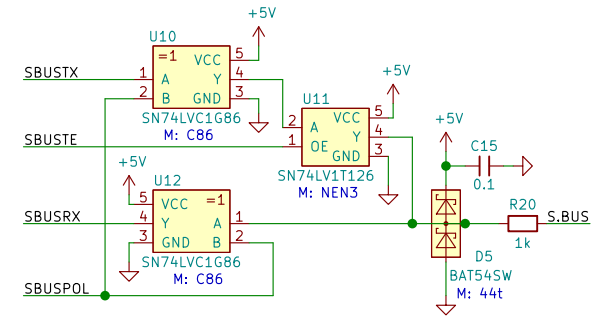 +5V
U10
=1
VCC 5
SBUSTX
1 A
Y 4
2 B
GND 3
SN74LVC1G86
M: C86
+5V
U11
VCC 5
2 A
Y 4
1 OE
GND 3
SN74LV1T126
M: NEN3
SBUSTE
+5V
C15
0.1
+5V
U12
5 VCC
=1
SBUSRX
4 Y
A 1
3 GND
B 2
SN74LVC1G86
M: C86
SBUSPOL
R20
1k
S.BUS
D5
BAT54SW
M: 44t